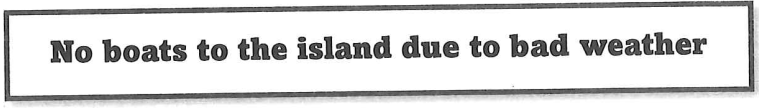 No boats to the island due to bad weather